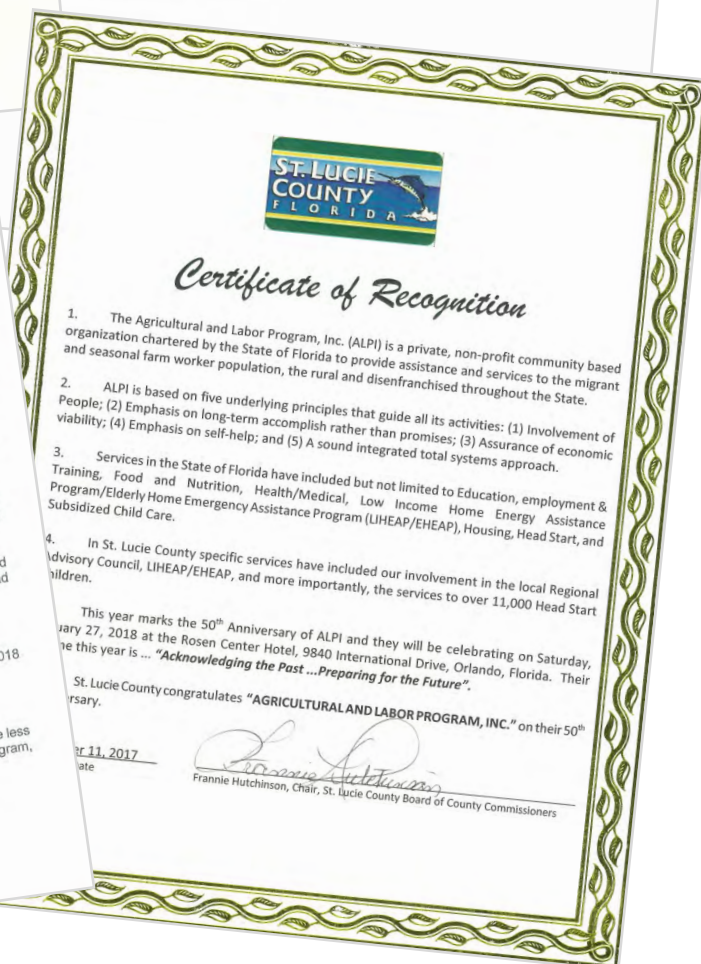 ST. LUCIE
COUNTY
FLORIDA
Certificate of Recognition
1. The Agricultural and Labor Program, Inc. (ALPI) is a private, non-profit community based
organization chartered by the State of Florida to provide assistance and services to the migrant
and seasonal farm worker population, the rural and disenfranchised throughout the State.
2. ALPI is based on five underlying principles that guide all its activities: (1) Involvement of
People; (2) Emphasis on long-term accomplish rather than promises; (3) Assurance of economic
viability; (4) Emphasis on self-help; and (5) A sound integrated total systems approach.
3. Services in the State of Florida have included but not limited to Education, employment &
Training, Food and Nutrition, Health/Medical, Low Income Home Energy Assistance
Program/Elderly Home Emergency Assistance Program (LIHEAP/EHEAP), Housing, Head Start, and
Subsidized Child Care.
4. In St. Lucie County specific services have included our involvement in the local Regional
Advisory Council, LIHEAP/EHEAP, and more importantly, the services to over 11,000 Head Start
hildren.
This year marks the 50th Anniversary of ALPI and they will be celebrating on Saturday,
uary 27, 2018 at the Rosen Center Hotel, 9840 International Drive, Orlando, Florida. Their
me this year is ... "Acknowledging the Past ...Preparing for the Future".
St. Lucie County congratulates "AGRICULTURAL AND LABOR PROGRAM, INC." on their 50th
rsary.
r 11, 2017
ate
Frannie Hutchinson
Frannie Hutchinson, Chair, St. Lucie County Board of County Commissioners
d
d
018
e less
gram,